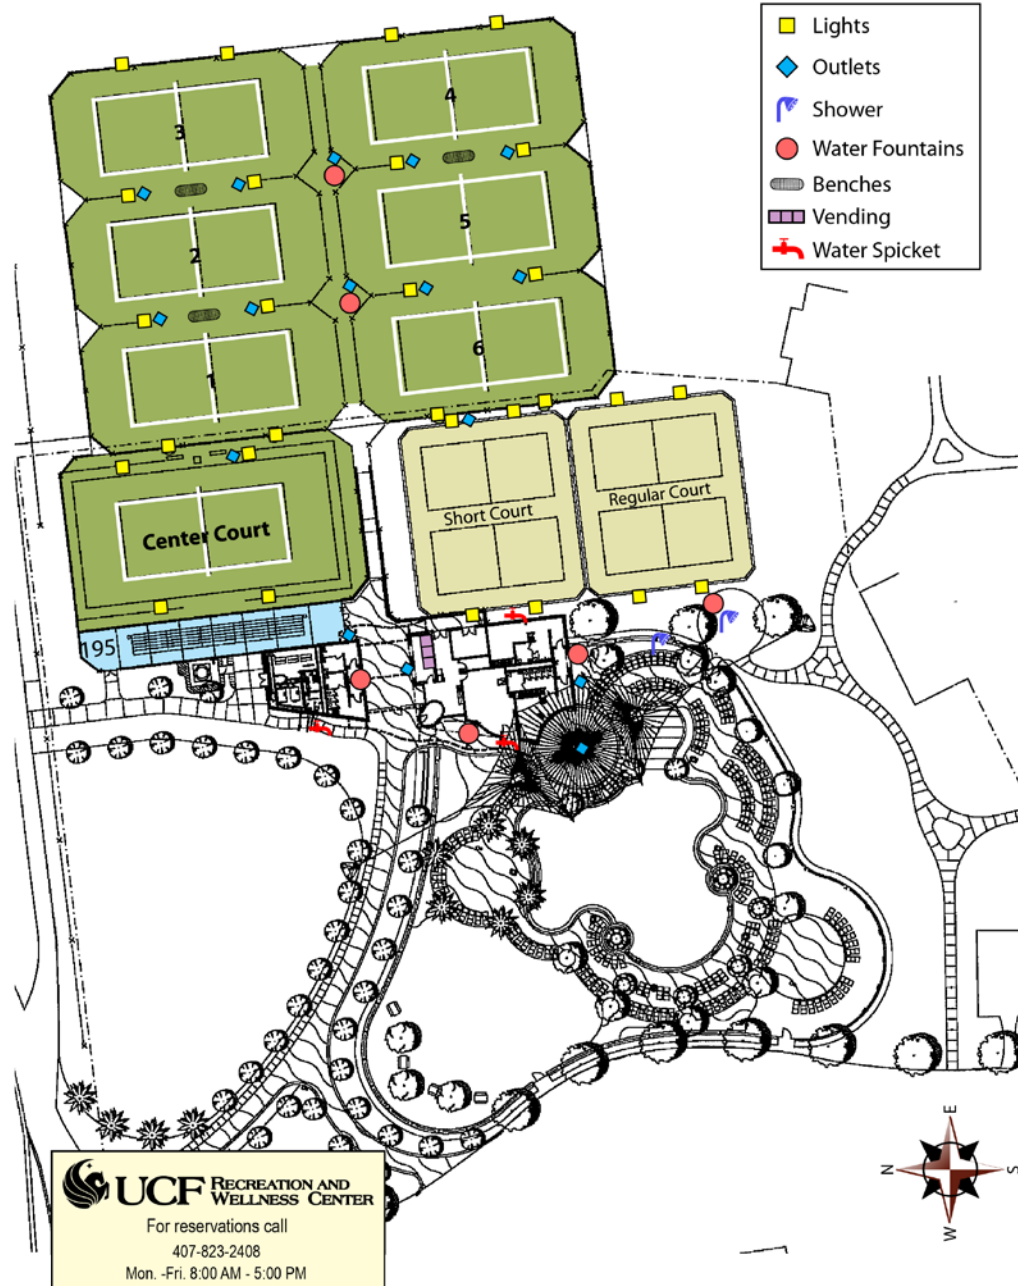 Lights
Outlets
Shower
Water Fountains
Benches
Vending
Water Spicket
3
4
2
5
1
6
Center Court
Short Court
Regular Court
195
E
N
S
W
UCF RECREATION AND
WELLNESS CENTER
For reservations call
407-823-2408
Mon. -Fri. 8:00 AM - 5:00 PM